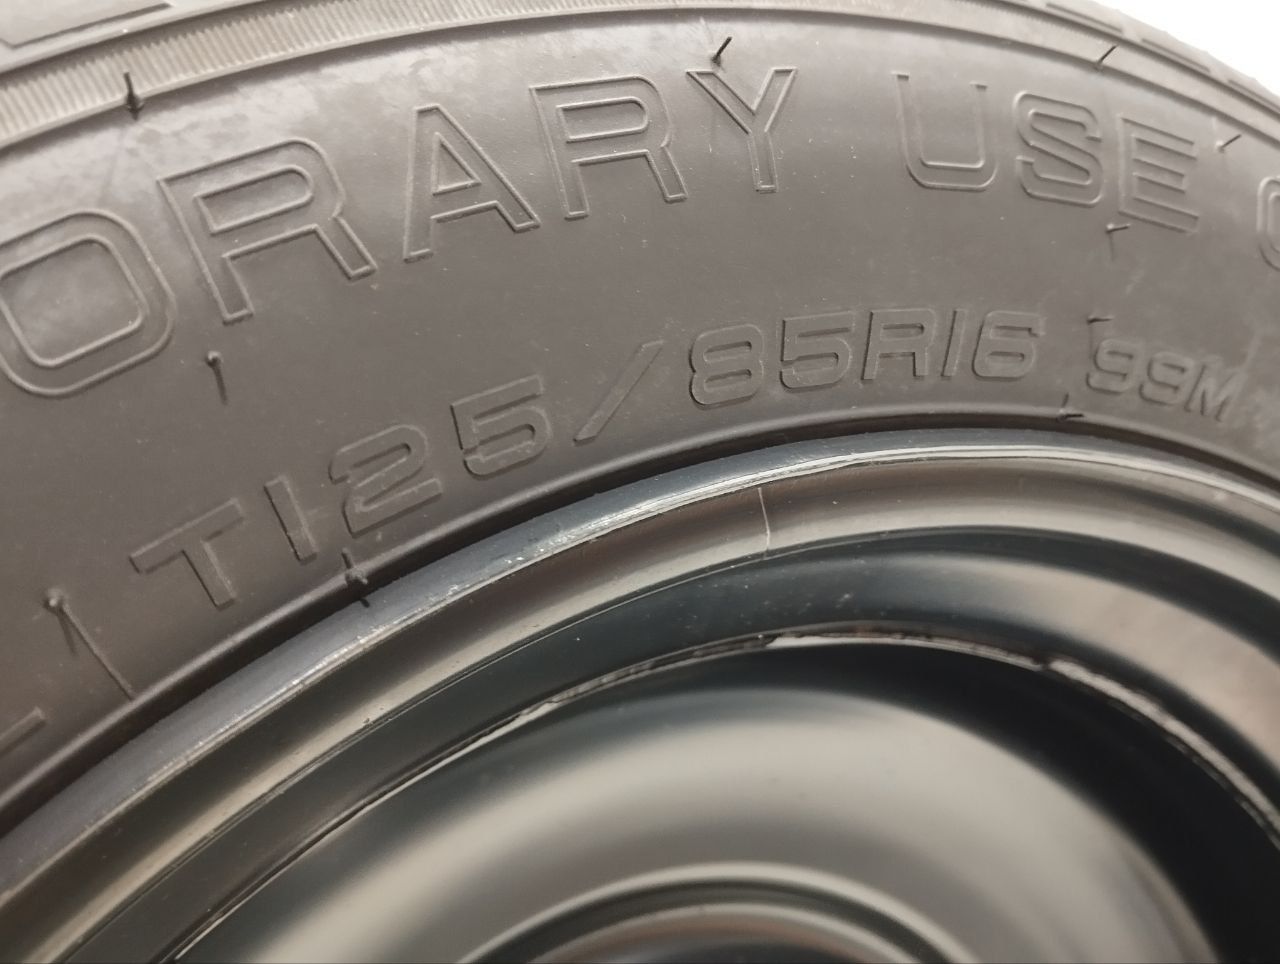 ORARY USE O
T125/85R16 99M